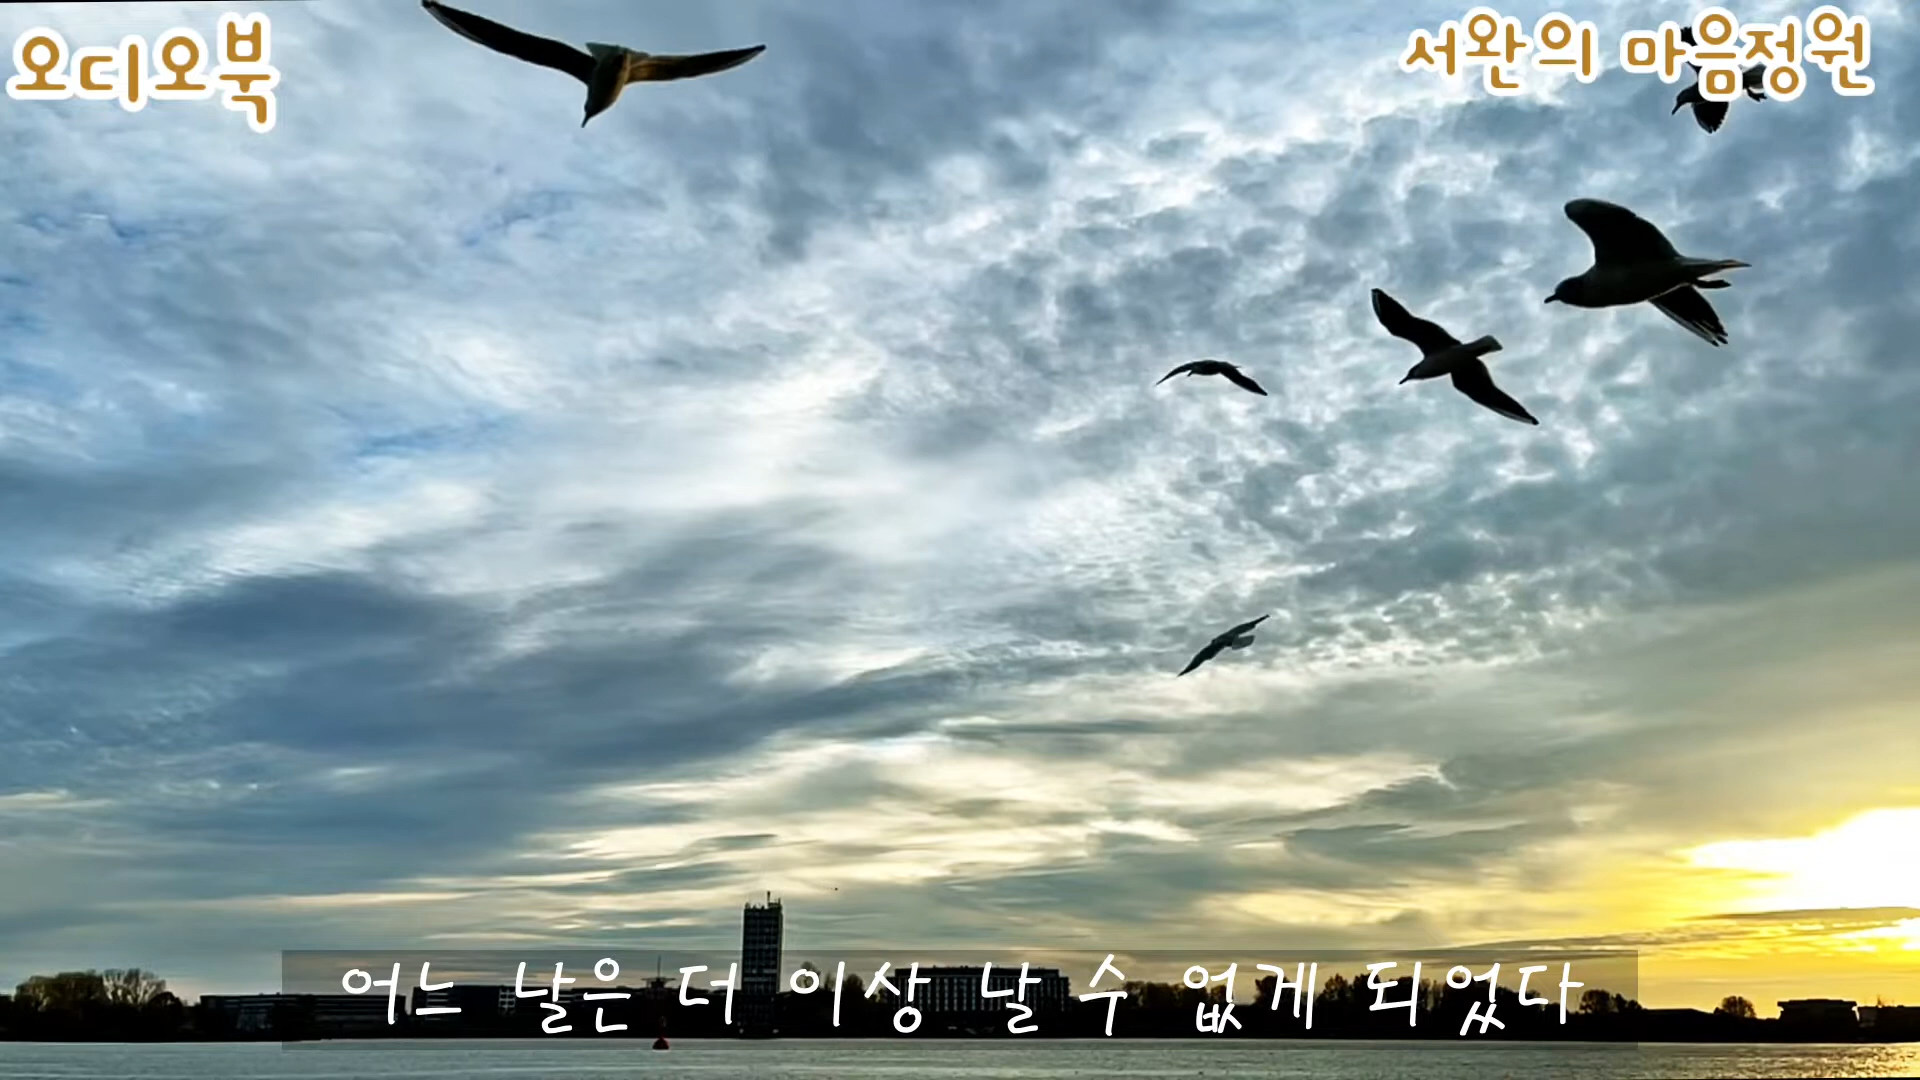 오디오북
서완의 마음정원
어느 날은 더 이상 날 수 없게 되었다